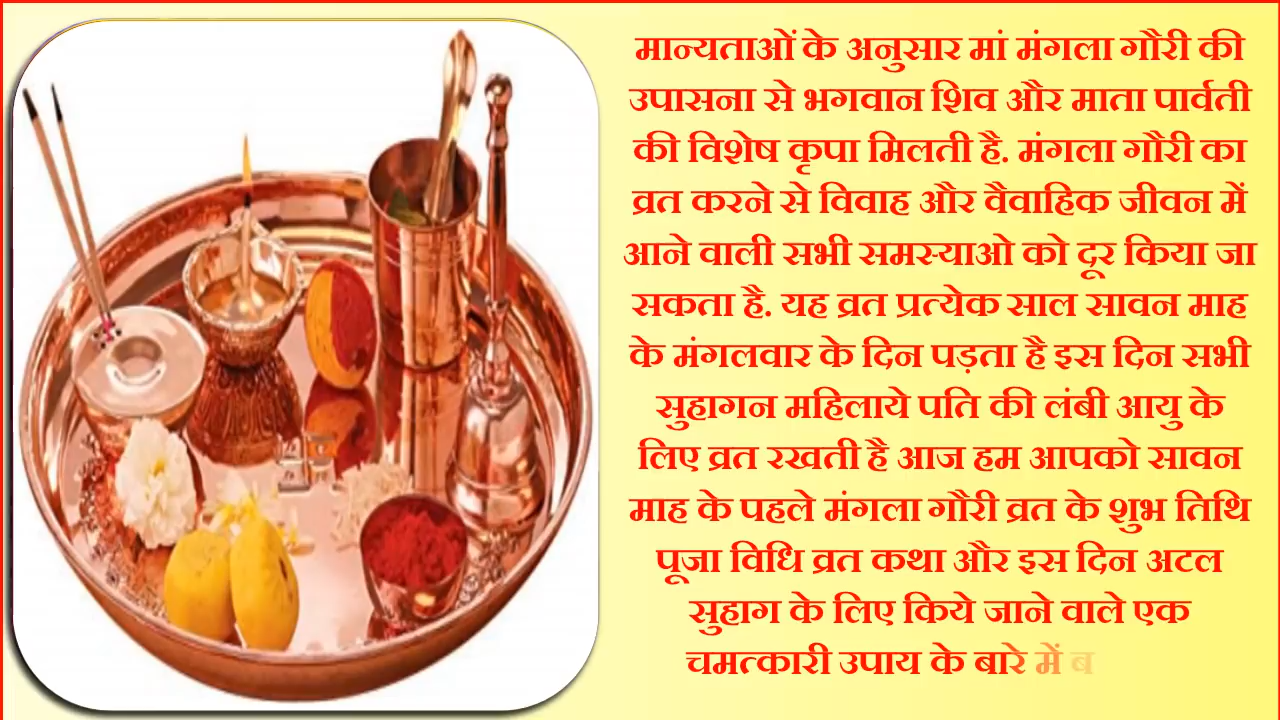 मान्यताओं के अनुसार मां मंगला गौरी की
उपासना से भगवान शिव और माता पार्वती
की विशेष कृपा मिलती है. मंगला गौरी का
व्रत करने से विवाह और वैवाहिक जीवन में
आने वाली सभी समस्याओ को दूर किया जा
सकता है. यह व्रत प्रत्येक साल सावन माह
के मंगलवार के दिन पड़ता है इस दिन सभी
सुहागन महिलाये पति की लंबी आयु के
लिए व्रत रखती है आज हम आपको सावन
माह के पहले मंगला गौरी व्रत के शुभ तिथि
पूजा विधि व्रत कथा और इस दिन अटल
सुहाग के लिए किये जाने वाले एक
चमत्कारी उपाय के बारे में ब